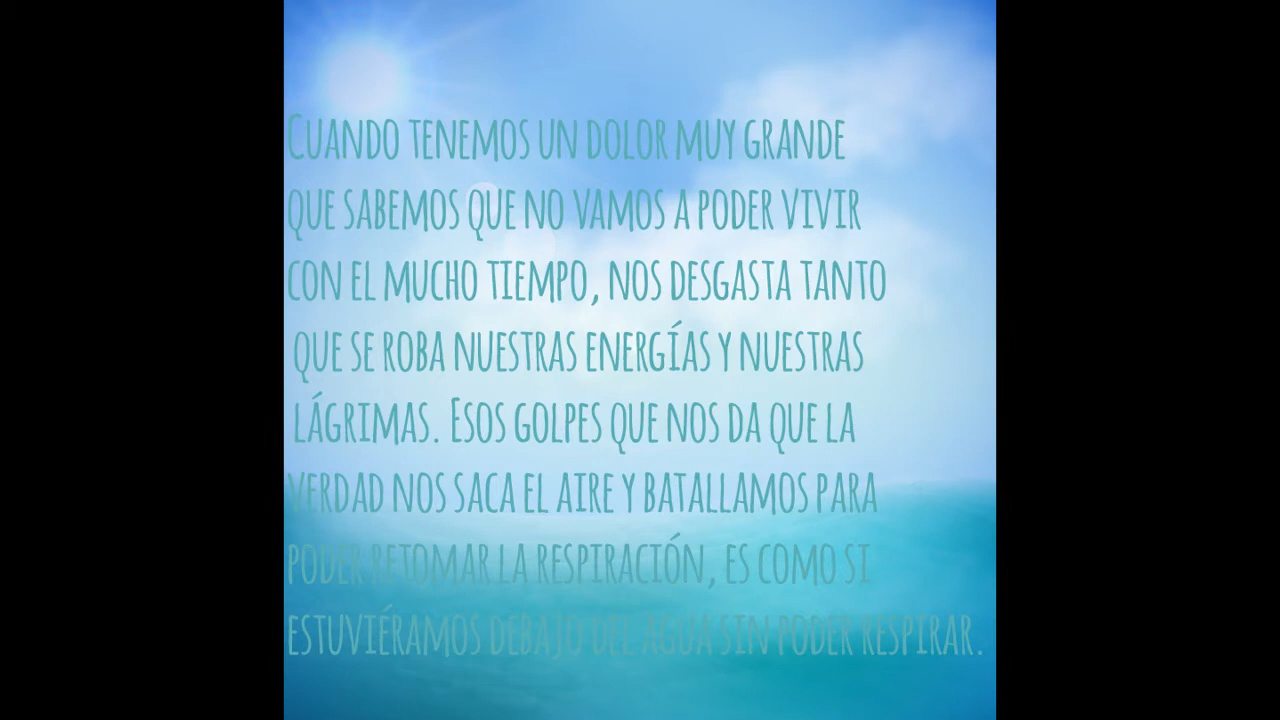 Cuando tenemos un dolor muy grande
que sabemos que no vamos a poder vivir
con el mucho tiempo, nos desgasta tanto
que se roba nuestras energías y nuestras
lágrimas. Esos golpes que nos da que la
verdad nos saca el aire y batallamos para
poder retomar la respiración, es como si
estuviéramos debajo del agua sin poder respirar.